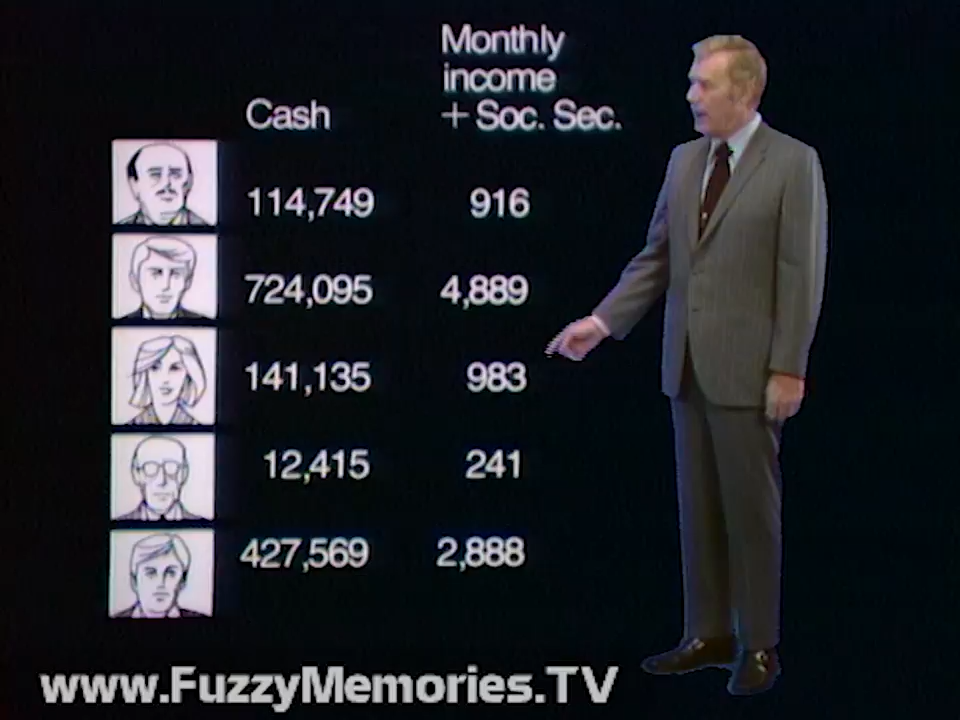 Monthly
income
Cash + Soc. Sec.
114,749 916
724,095 4,889
141,135 983
12,415 241
427,569 2,888
www.FuzzyMemories.TV